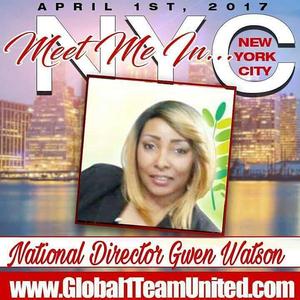 APRIL 1ST, 2017
NYC
Meet Me In...
NEW
YORK
CITY
National Director Gwen Watson
www.Global1TeamUnited.com